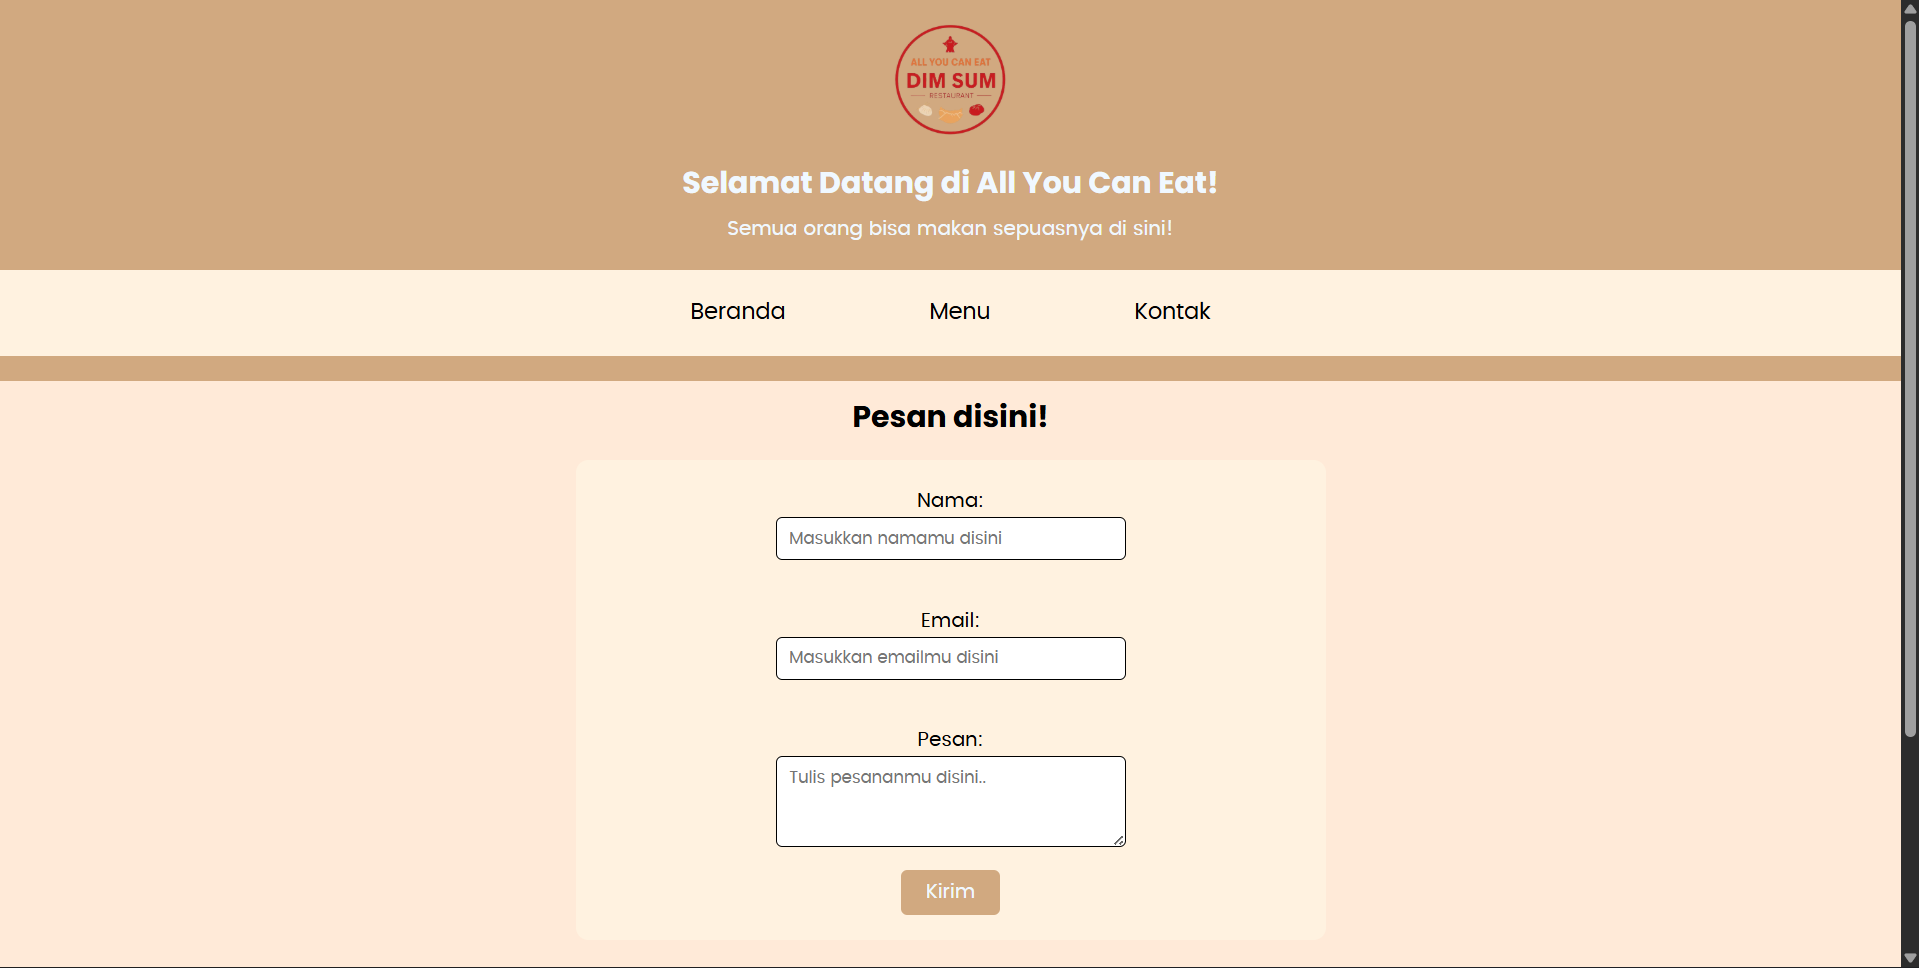 ALL YOU CAN EAT
DIM SUM
RESTAURANT
Selamat Datang di All You Can Eat!
Semua orang bisa makan sepuasnya di sini!
Beranda Menu Kontak
Pesan disini!
Nama:
Masukkan namamu disini
Email:
Masukkan emailmu disini
Pesan:
Tulis pesananmu disini..
Kirim